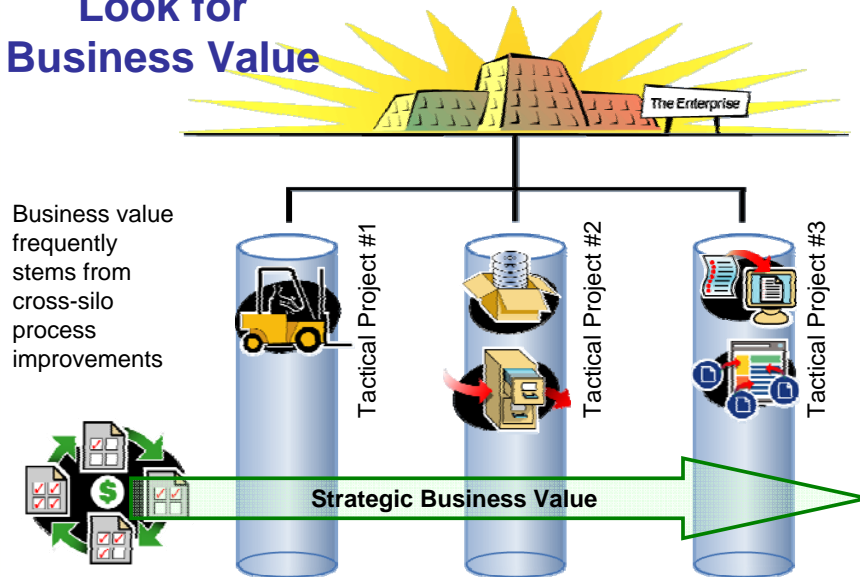 Look for
Business Value
The Enterprise
Business value
frequently
stems from
cross-silo
process
improvements
Tactical Project #1
Tactical Project #2
Tactical Project #3
$
Strategic Business Value